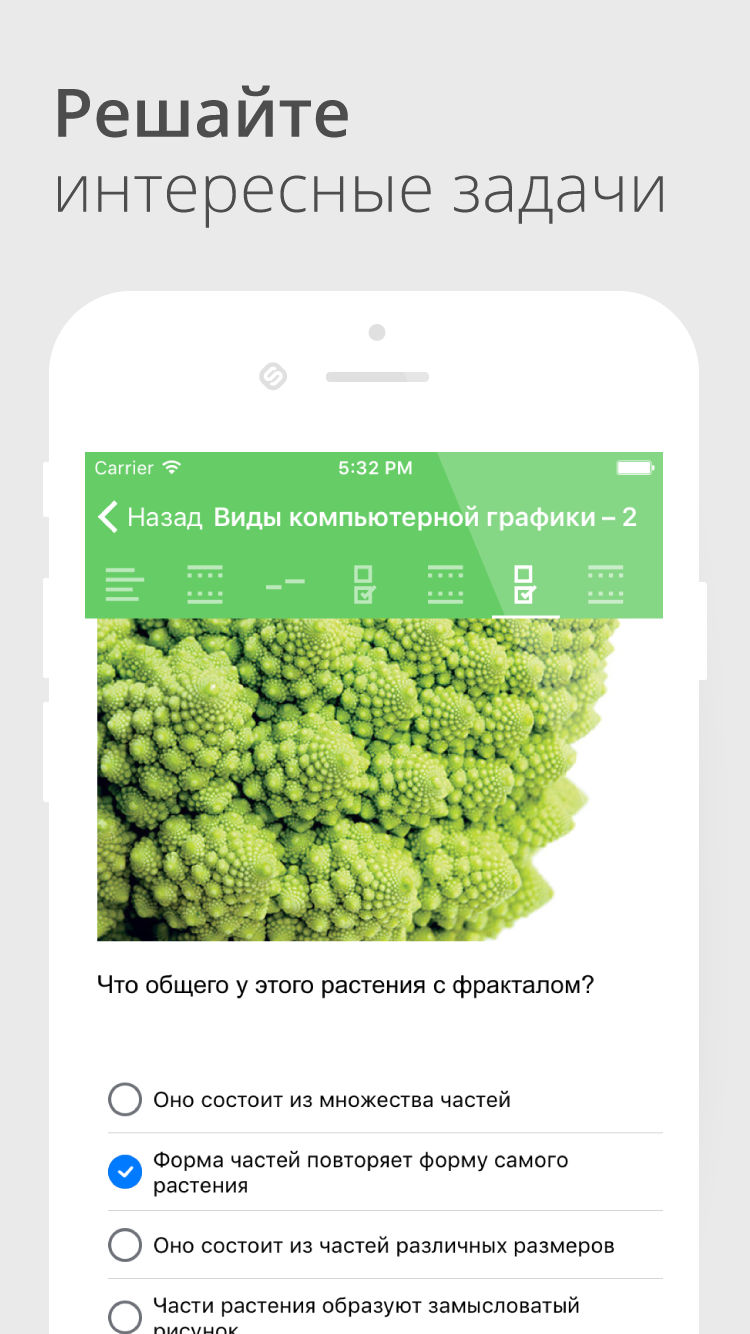 Решайте
интересные задачи
Carrier 5:32 PM
Назад Виды компьютерной графики – 2
Что общего у этого растения с фракталом?
Оно состоит из множества частей
Форма частей повторяет форму самого
растения
Оно состоит из частей различных размеров
Части растения образуют замысловатый
рисунок